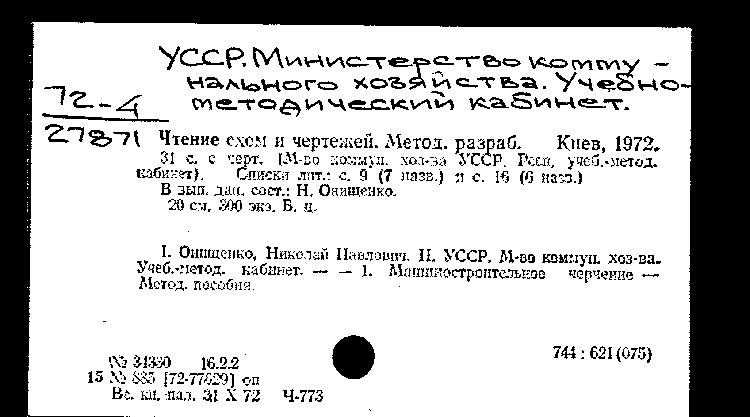 УССР. Министерство комму-
нального хозяйства. Учебно-
методический кабинет.
72-4
27871
Чтение схем и чертежей. Метод. разраб. Киев, 1972.
31 с. с черт. (М-во коммун. хоз-ва УССР. Респ. учеб.-метод.
кабинет). Списки лит.: с. 9 (7 назв.) и с. 16 (6 назв.)
В вып. дан. сост.: Н. Онищенко.
20 см. 300 экз. Б. ц.
I. Онищенко, Николай Павлович. II. УССР. М-во коммун. хоз-ва.
Учеб.-метод. кабинет. — — 1. Машиностроительное черчение —
Метод. пособия.
744 : 621 (075)
№ 31330 16.2.2
15 № 885 [72-77629] оп
Вс. кн. пал. 31 X 72 Ч-773